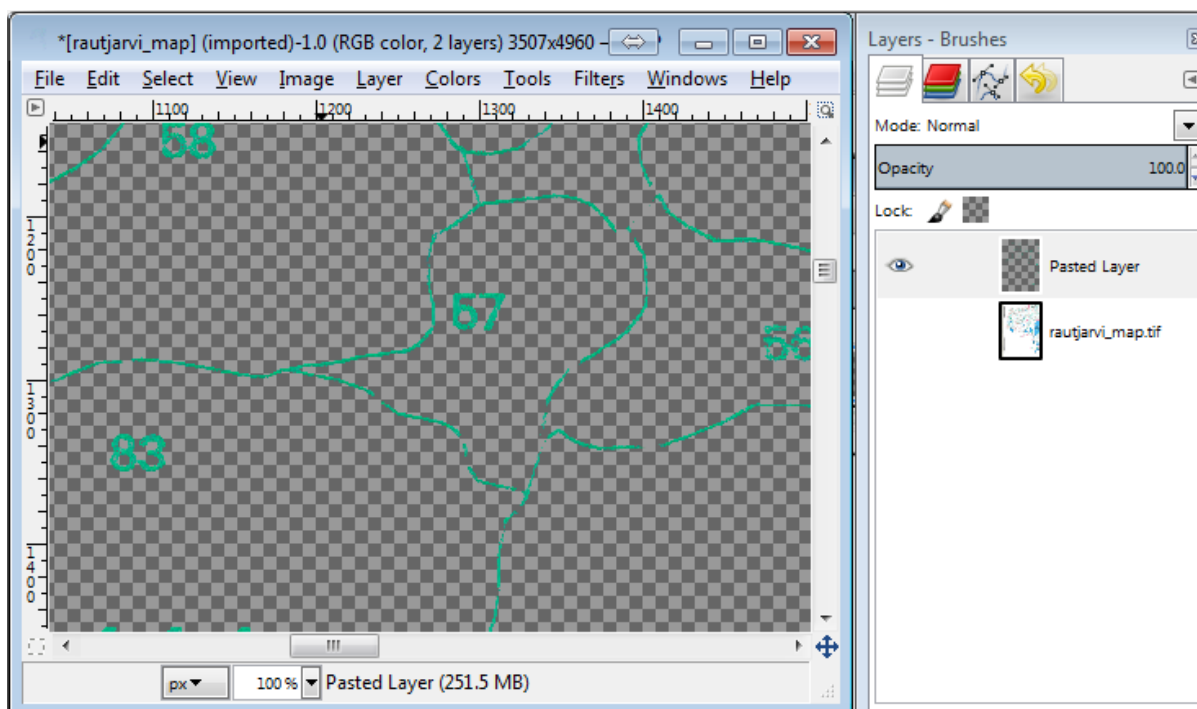 *[rautjarvi_map] (imported)-1.0 (RGB color, 2 layers) 3507x4960 –
File Edit Select View Image Layer Colors Tools Filters Windows Help
1100 1200 1300 1400
1200
1300
1400
58
57
56
83
px 100 % Pasted Layer (251.5 MB)
Layers - Brushes
Mode: Normal
Opacity 100.0
Lock:
Pasted Layer
rautjarvi_map.tif